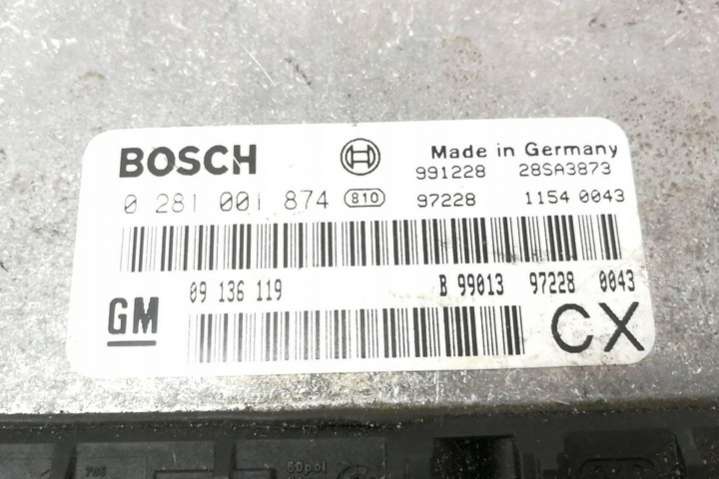 BOSCH Made in Germany
991228 28SA3873
0 281 001 874 810 97228 1154 0043
09 136 119 B 99013 97228 0043
GM CX
60pol